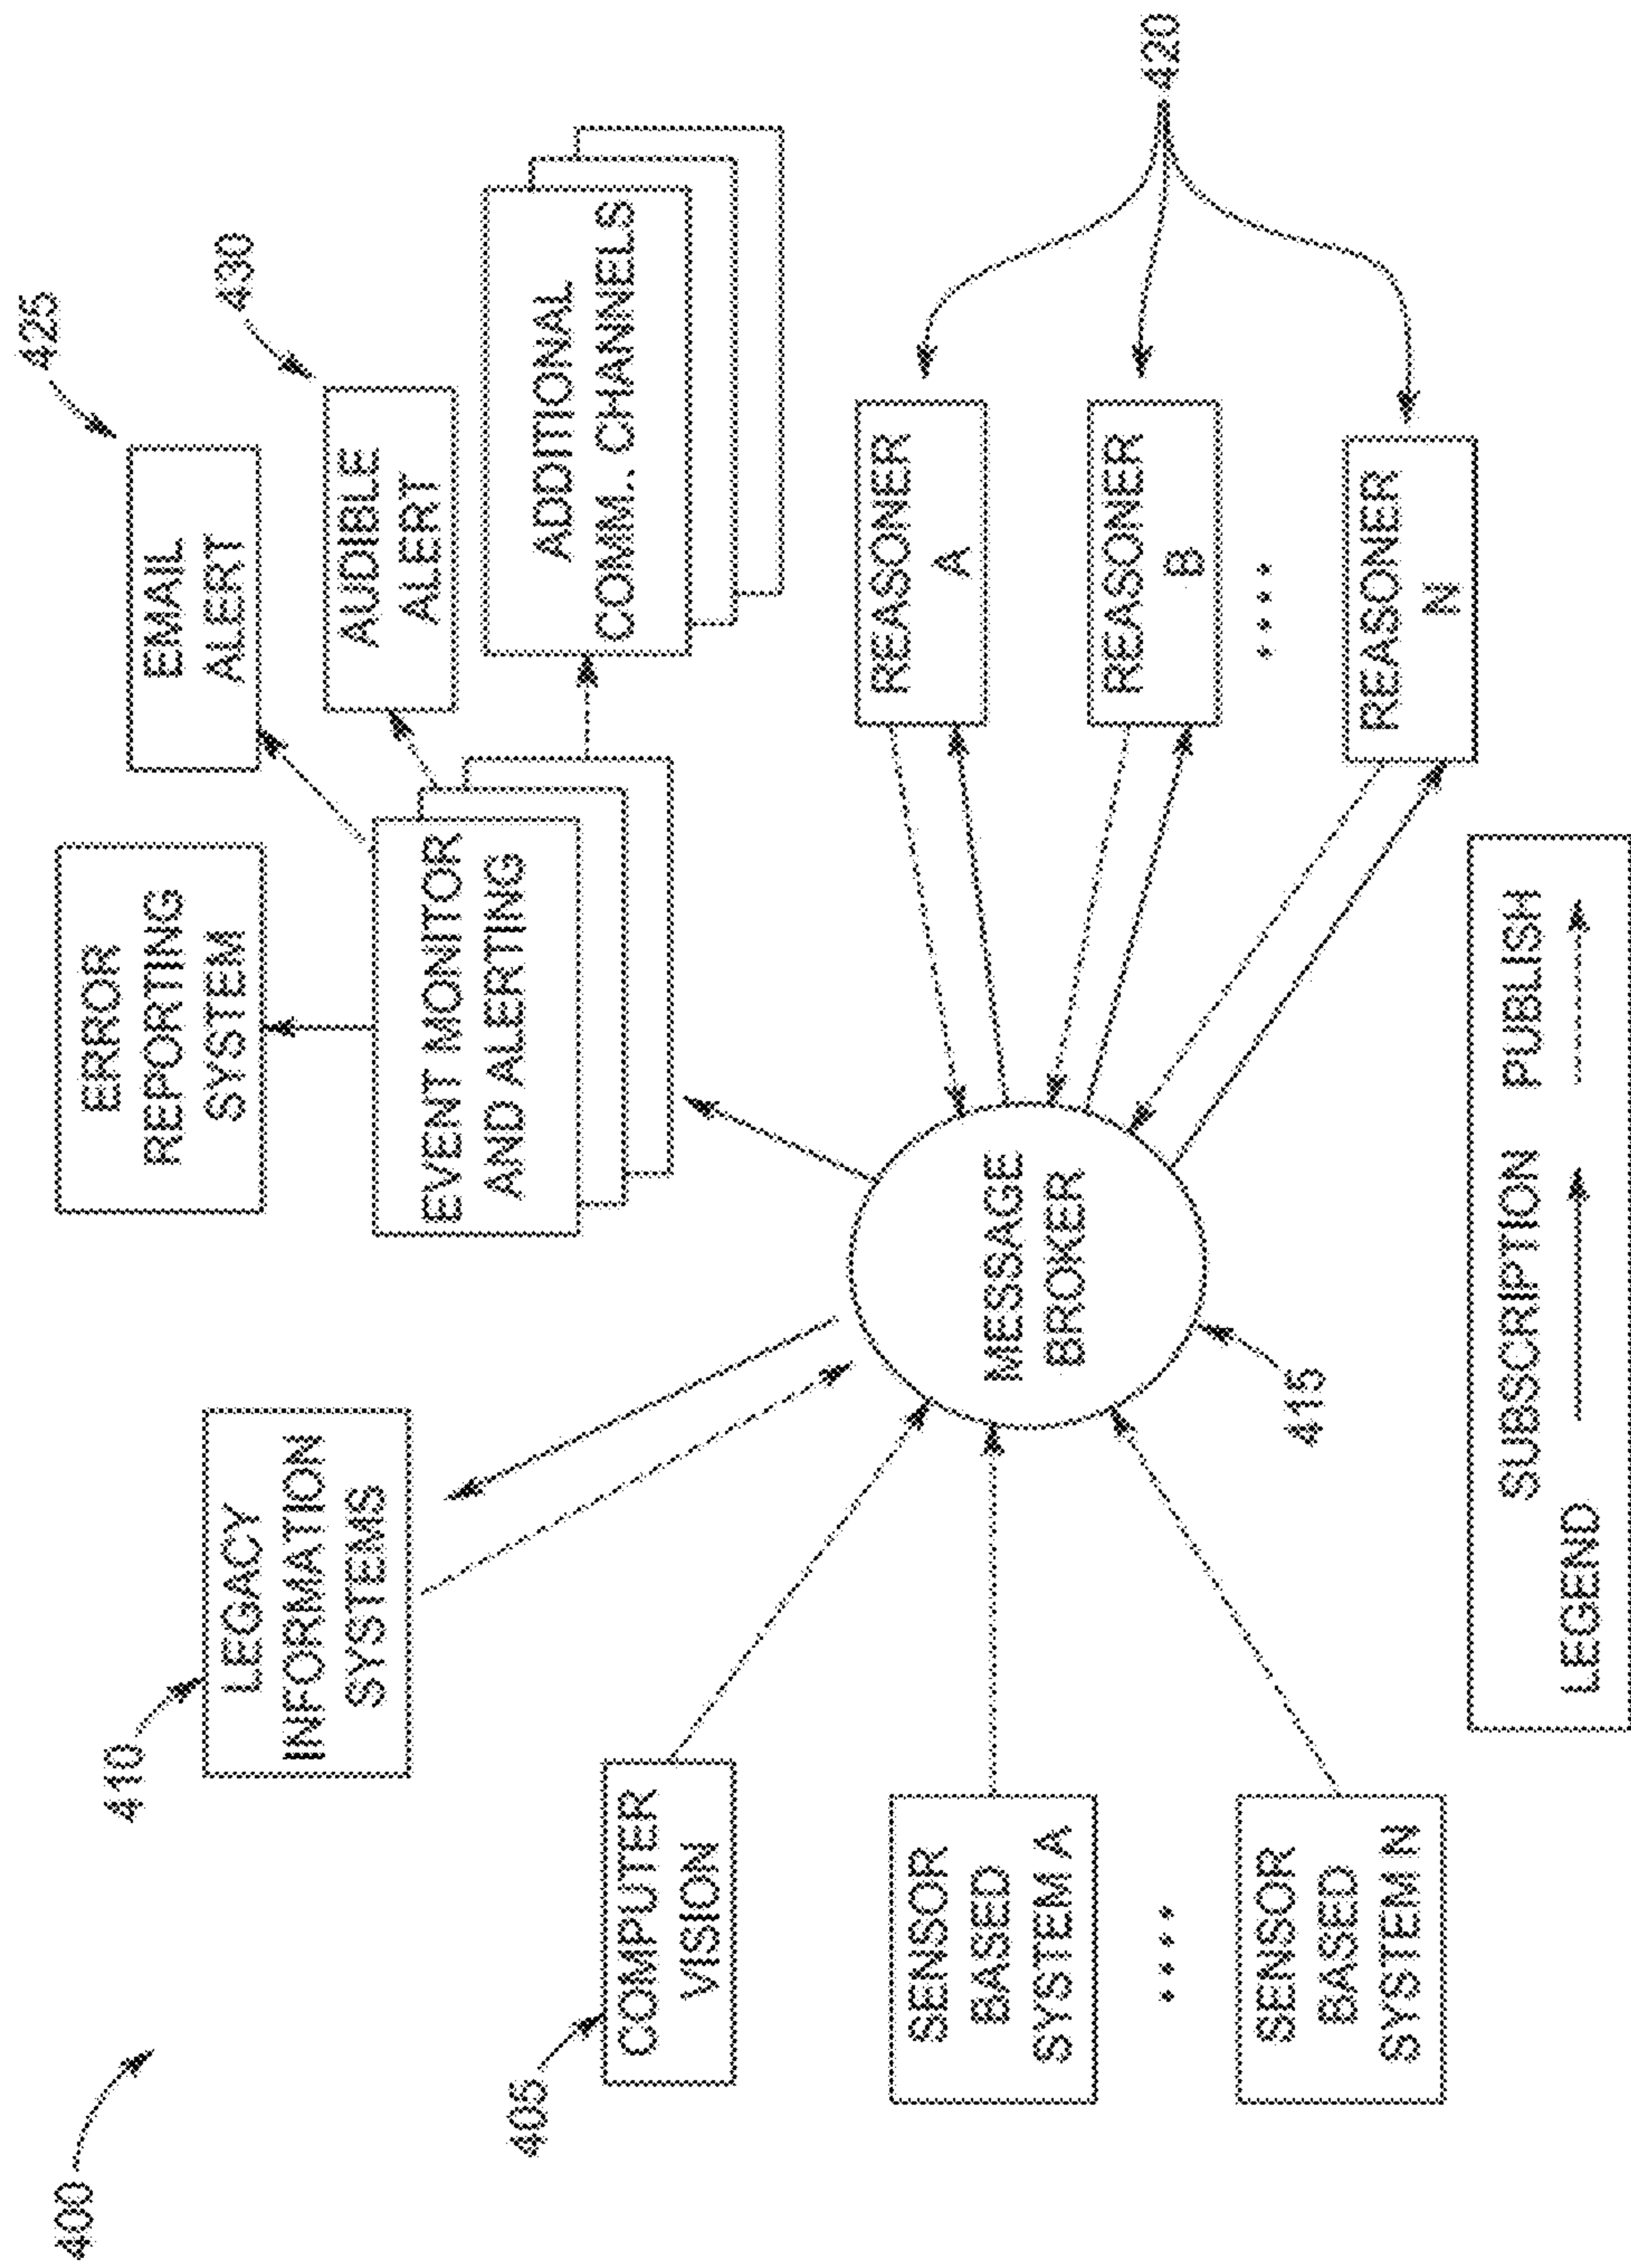 400
410
LEGACY
INFORMATION
SYSTEMS
405
COMPUTER
VISION
SENSOR
BASED
SYSTEM A
....
SENSOR
BASED
SYSTEM N
ERROR
REPORTING
SYSTEM
EVENT MONITOR
AND ALERTING
425
EMAIL
ALERT
430
AUDIBLE
ALERT
ADDITIONAL
COMM.. CHANNELS
MESSAGE
BROKER
415
REASONER
A
REASONER
B
....
REASONER
N
420
LEGEND
SUBSCRIPTION
PUBLISH